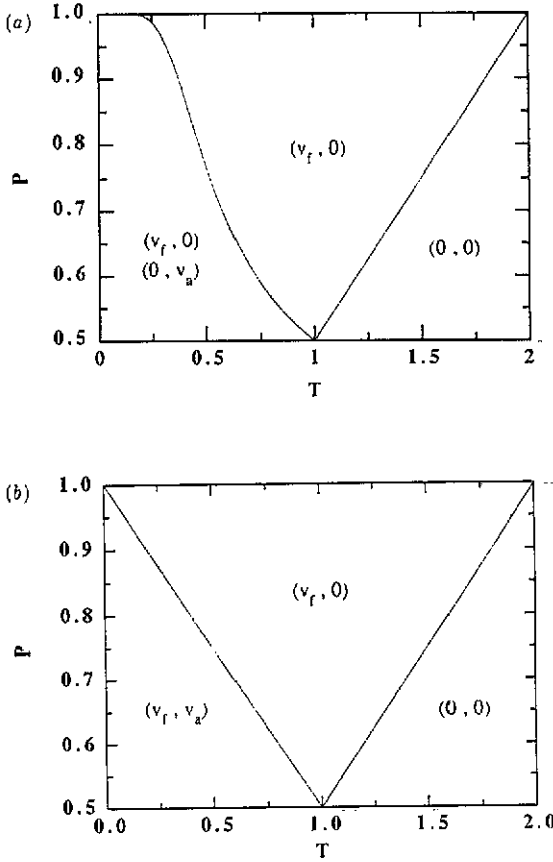 (a)
1.0
0.9
0.8
P
(v_f , 0)
0.7
(v_f , 0)
(0 , 0)
0.6
(0 , v_a)
0.5
0 0.5 1 1.5 2
T
(b)
1.0
0.9
0.8
(v_f , 0)
P
0.7
(v_f , v_a)
(0 , 0)
0.6
0.5
0.0 0.5 1.0 1.5 2.0
T